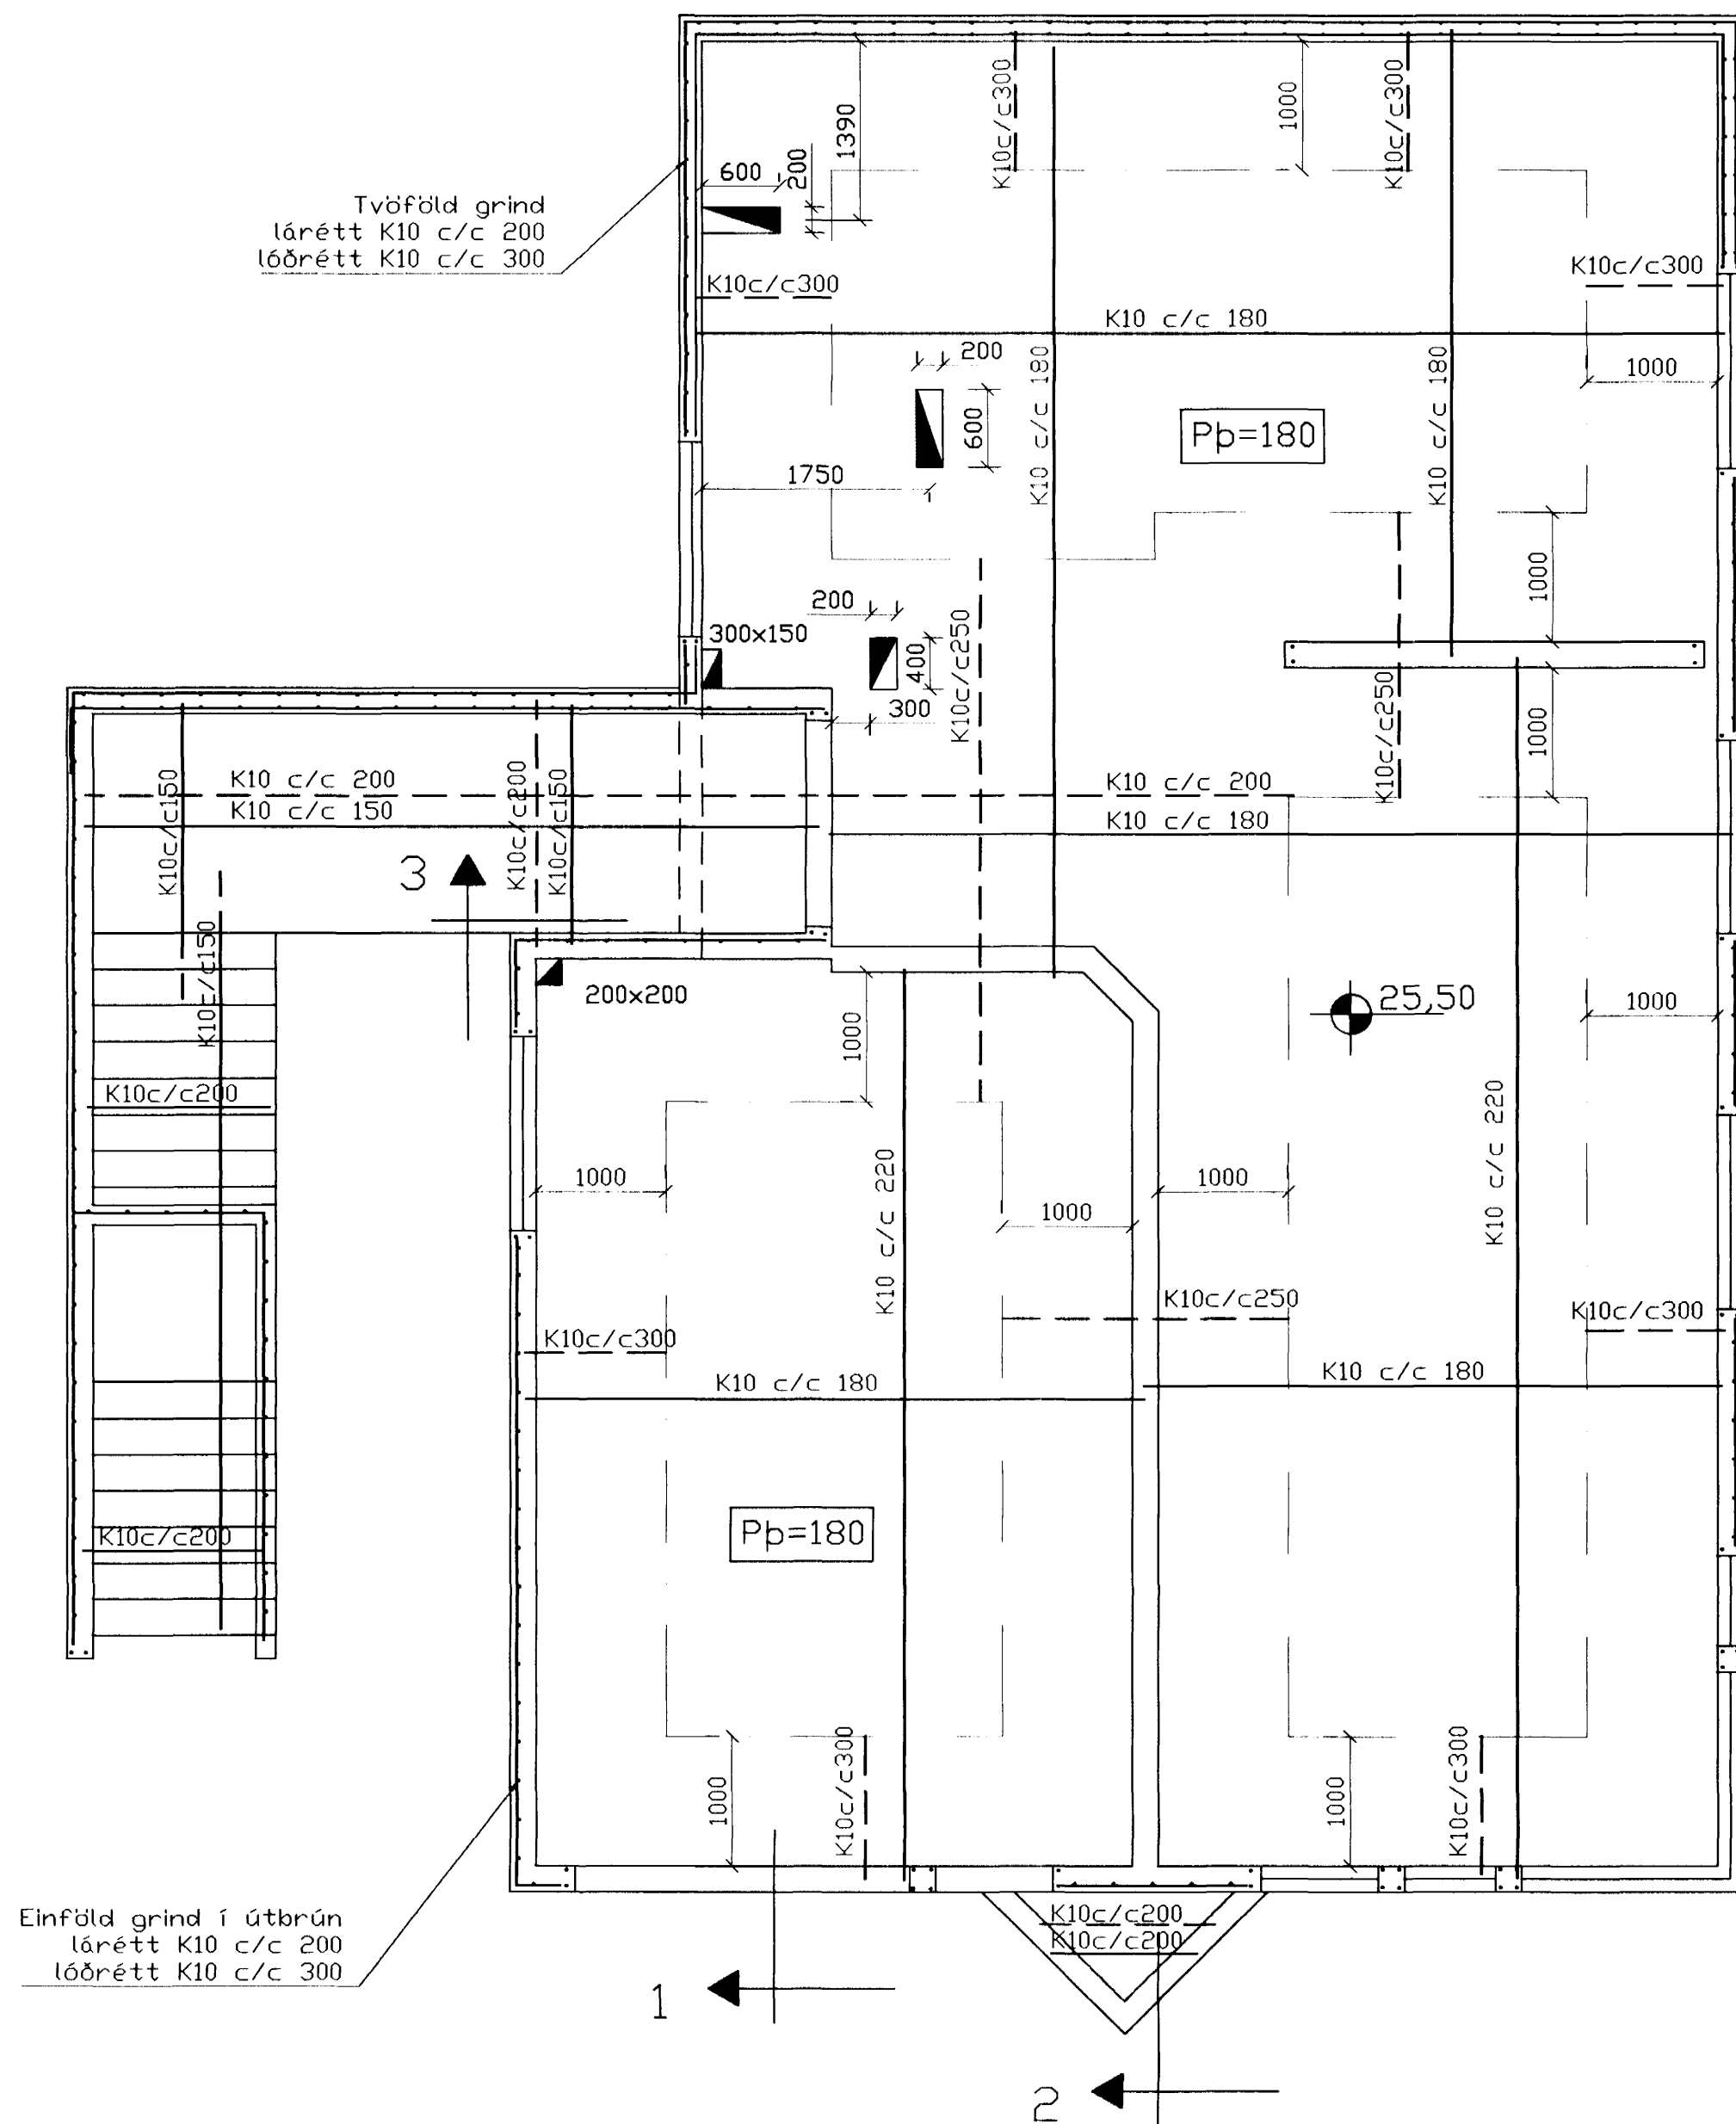 K10c/c300
1000
K10c/c300
1390
600
200
Tvöföld grind
lárétt K10 c/c 200
lóðrétt K10 c/c 300
K10c/c300
K10c/c300
K10 c/c 180
200
K10 c/c 180
K10 c/c 180
1000
600
Pþ=180
1750
1000
200
300x150
400
K10c/c250
300
K10c/c250
1000
K10 c/c 200
K10 c/c 150
K10c/c150
K10c/c200
K10c/c150
K10 c/c 200
K10 c/c 180
3
K10c/c150
200x200
25,50
1000
1000
K10c/c200
K10 c/c 220
1000
K10 c/c 220
1000
1000
K10c/c250
K10c/c300
K10c/c300
K10 c/c 180
K10 c/c 180
Pþ=180
K10c/c200
1000
K10c/c300
1000
K10c/c300
Einföld grind í útbrún
lárétt K10 c/c 200
lóðrétt K10 c/c 300
K10c/c200
K10c/c200
1
2